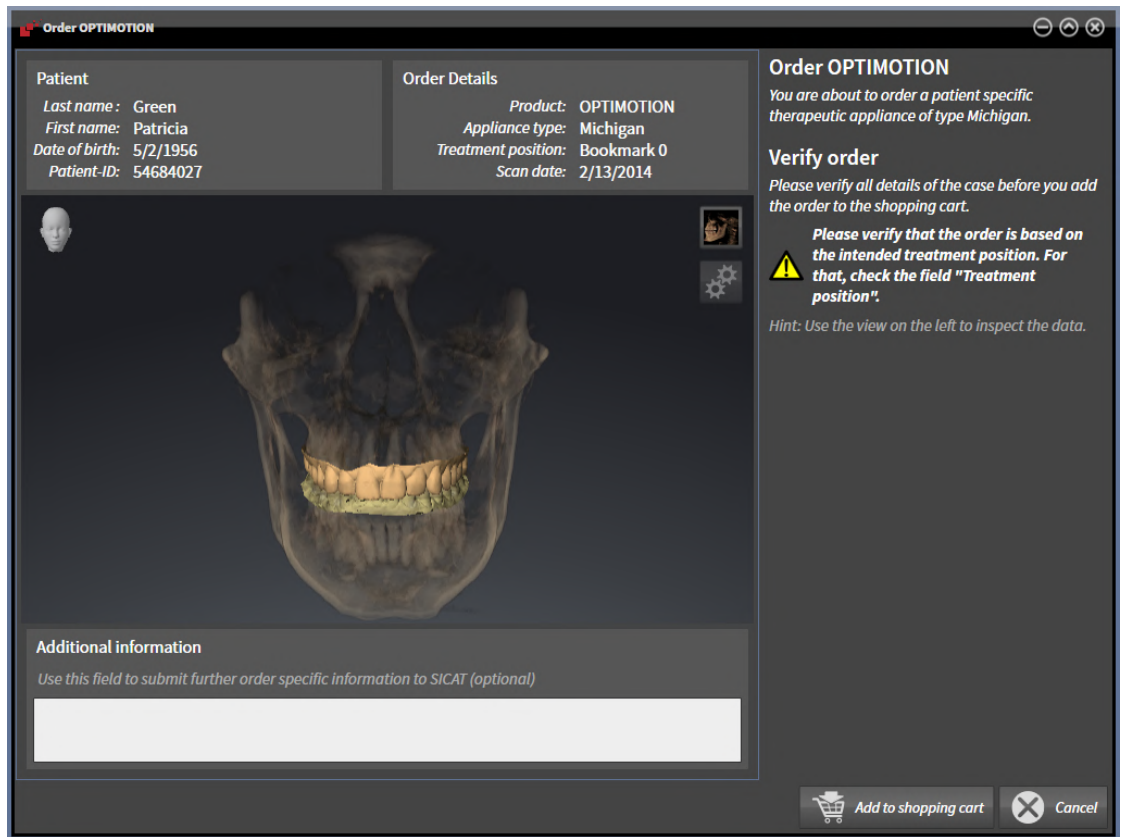 Order OPTIMOTION
Patient
Last name : Green
First name: Patricia
Date of birth: 5/2/1956
Patient-ID: 54684027
Order Details
Product: OPTIMOTION
Appliance type: Michigan
Treatment position: Bookmark 0
Scan date: 2/13/2014
Additional information
Use this field to submit further order specific information to SICAT (optional)
Order OPTIMOTION
You are about to order a patient specific
therapeutic appliance of type Michigan.
Verify order
Please verify all details of the case before you add
the order to the shopping cart.
Please verify that the order is based on
the intended treatment position. For
that, check the field "Treatment
position".
Hint: Use the view on the left to inspect the data.
Add to shopping cart
Cancel